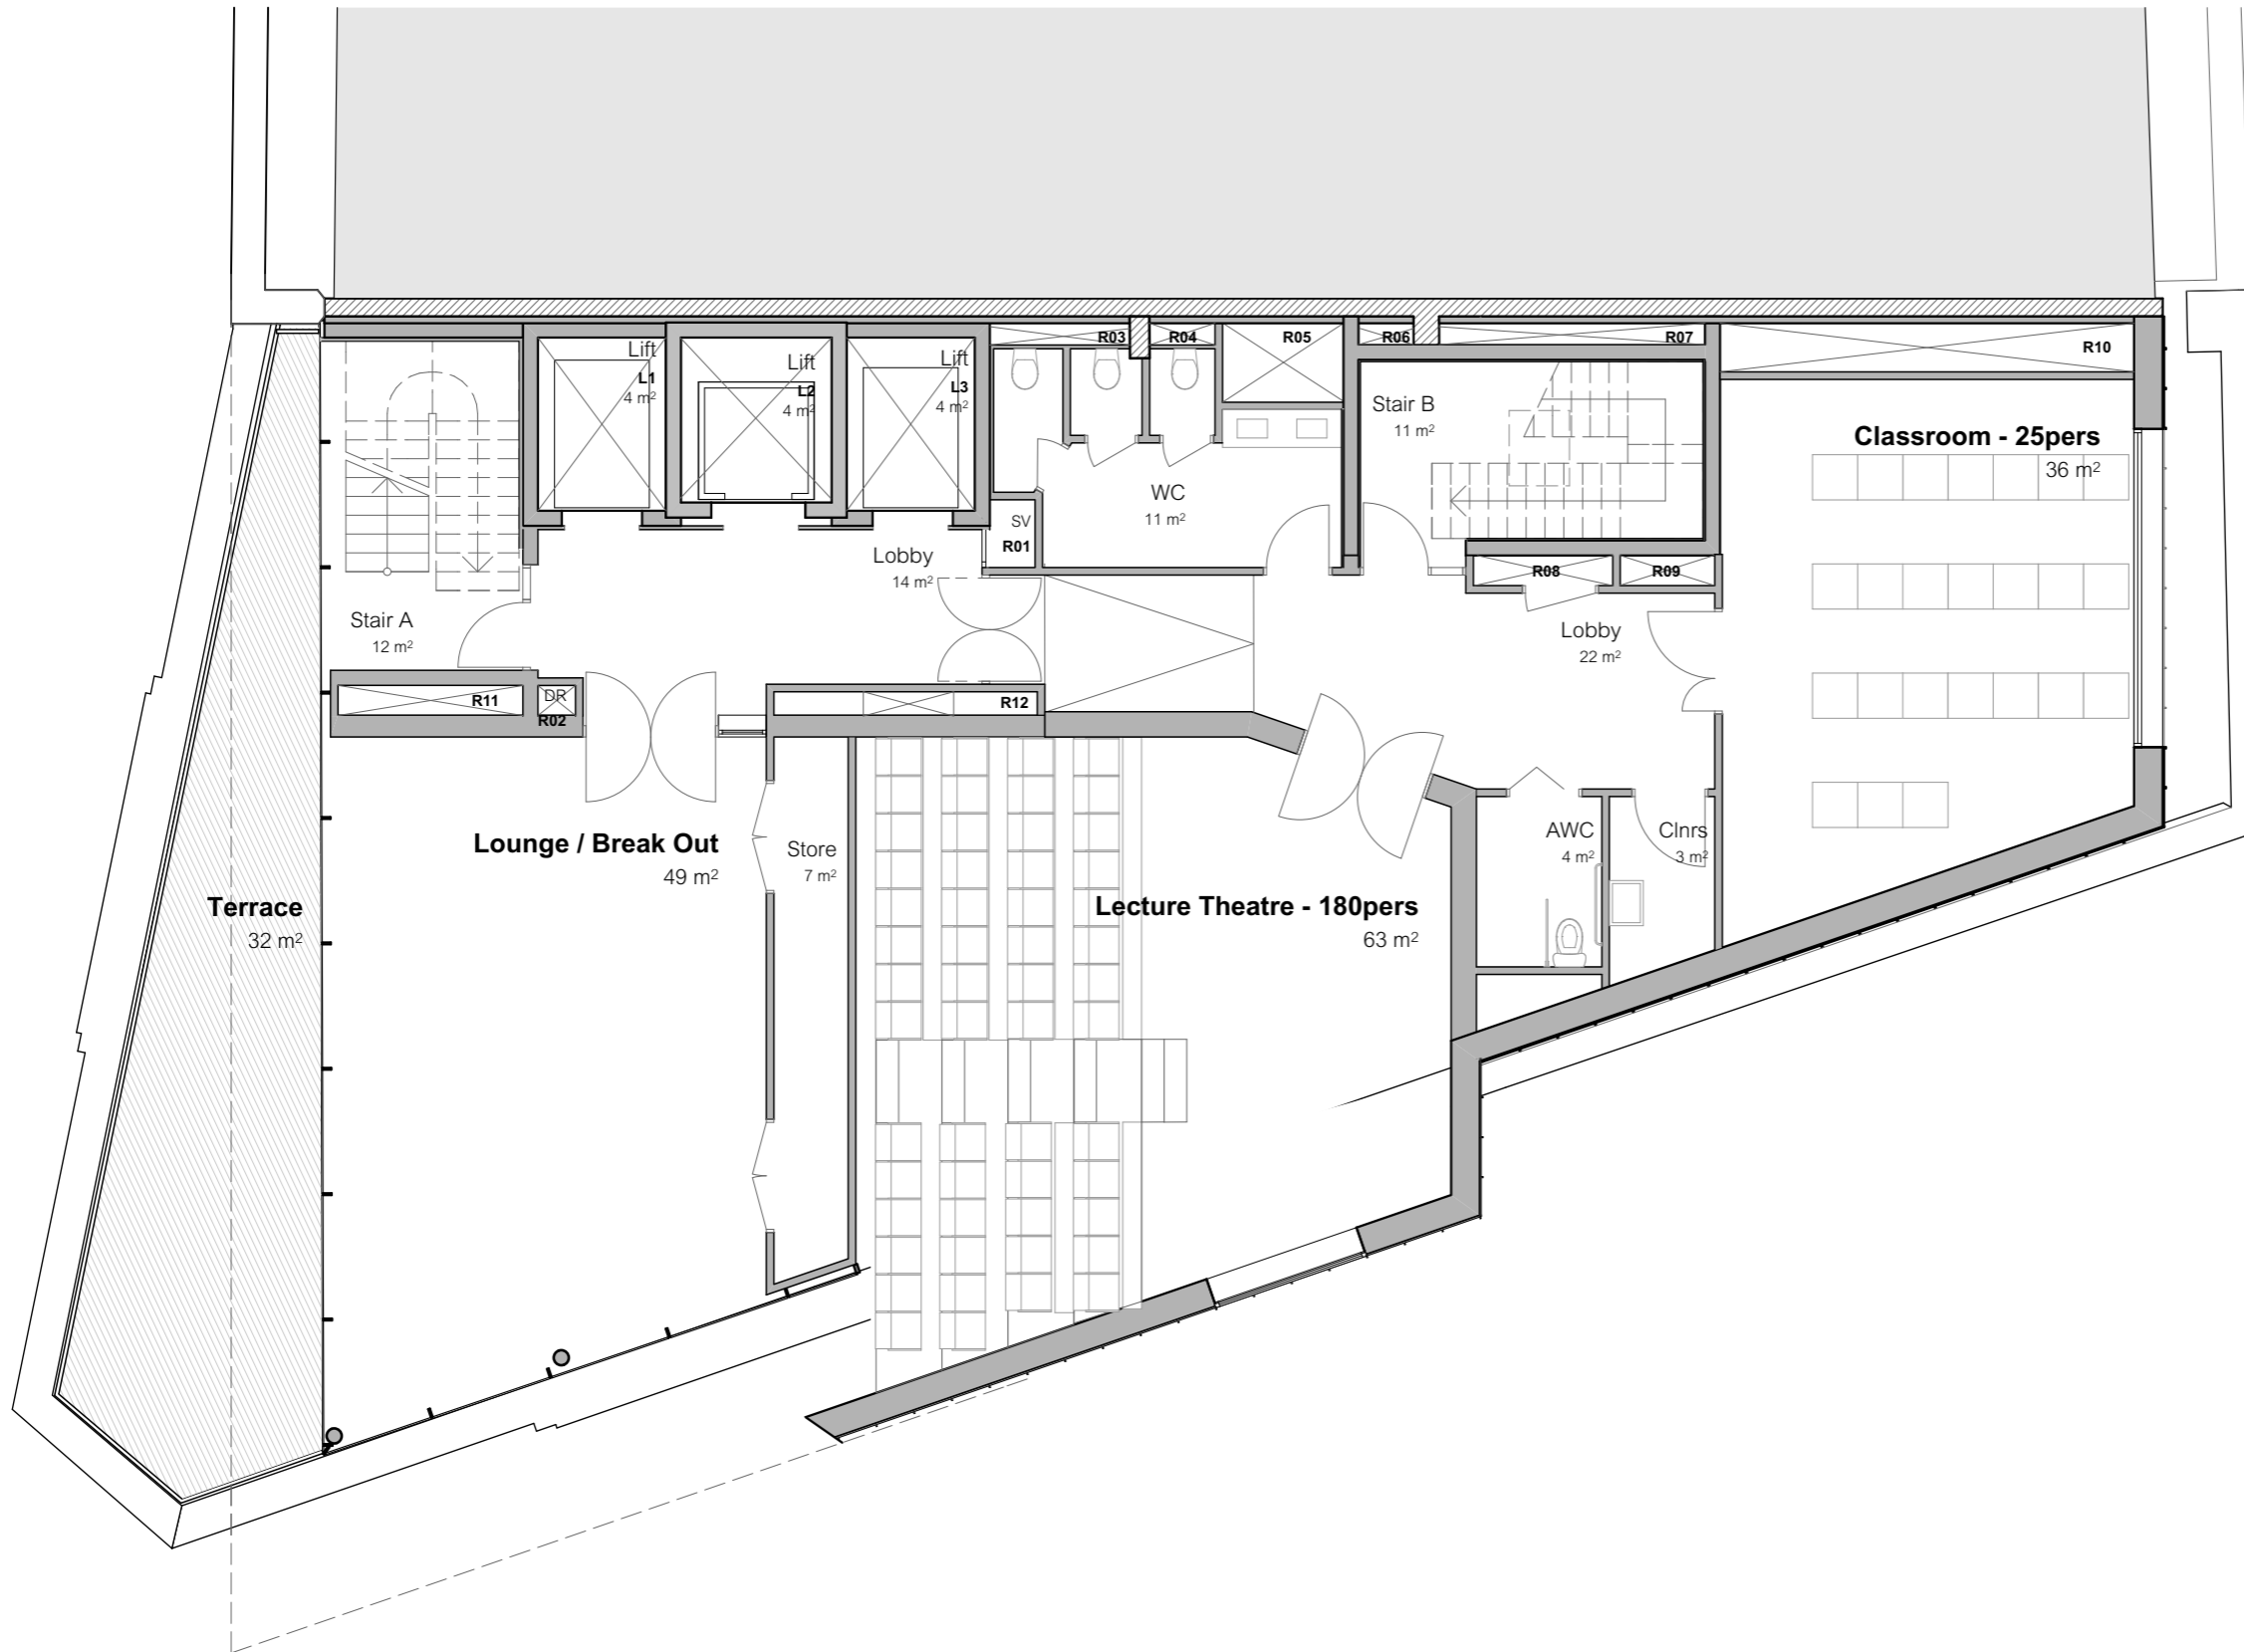 Lift
L1
4 m²
Lift
L2
4 m²
Lift
L3
4 m²
R03
R04
R05
R06
R07
R10
Stair B
11 m²
Classroom - 25pers
36 m²
WC
11 m²
SV
R01
Lobby
14 m²
R08
R09
Stair A
12 m²
Lobby
22 m²
R11
DR
R02
R12
Lounge / Break Out
49 m²
Store
7 m²
AWC
4 m²
Clnrs
3 m²
Terrace
32 m²
Lecture Theatre - 180pers
63 m²